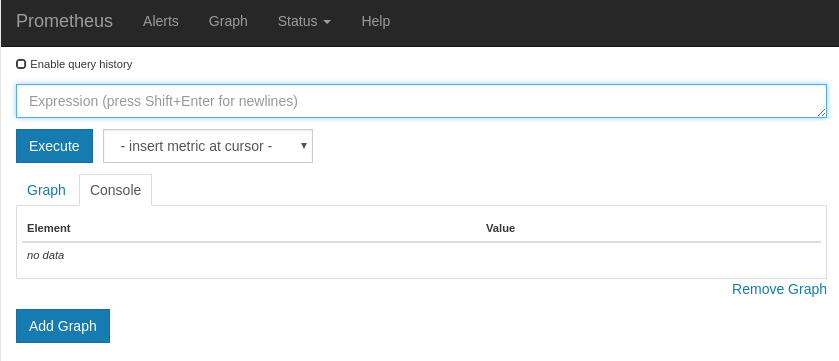 Prometheus Alerts Graph Status Help
Enable query history
Expression (press Shift+Enter for newlines)
Execute - insert metric at cursor -
Graph Console
Element Value
no data
Remove Graph
Add Graph